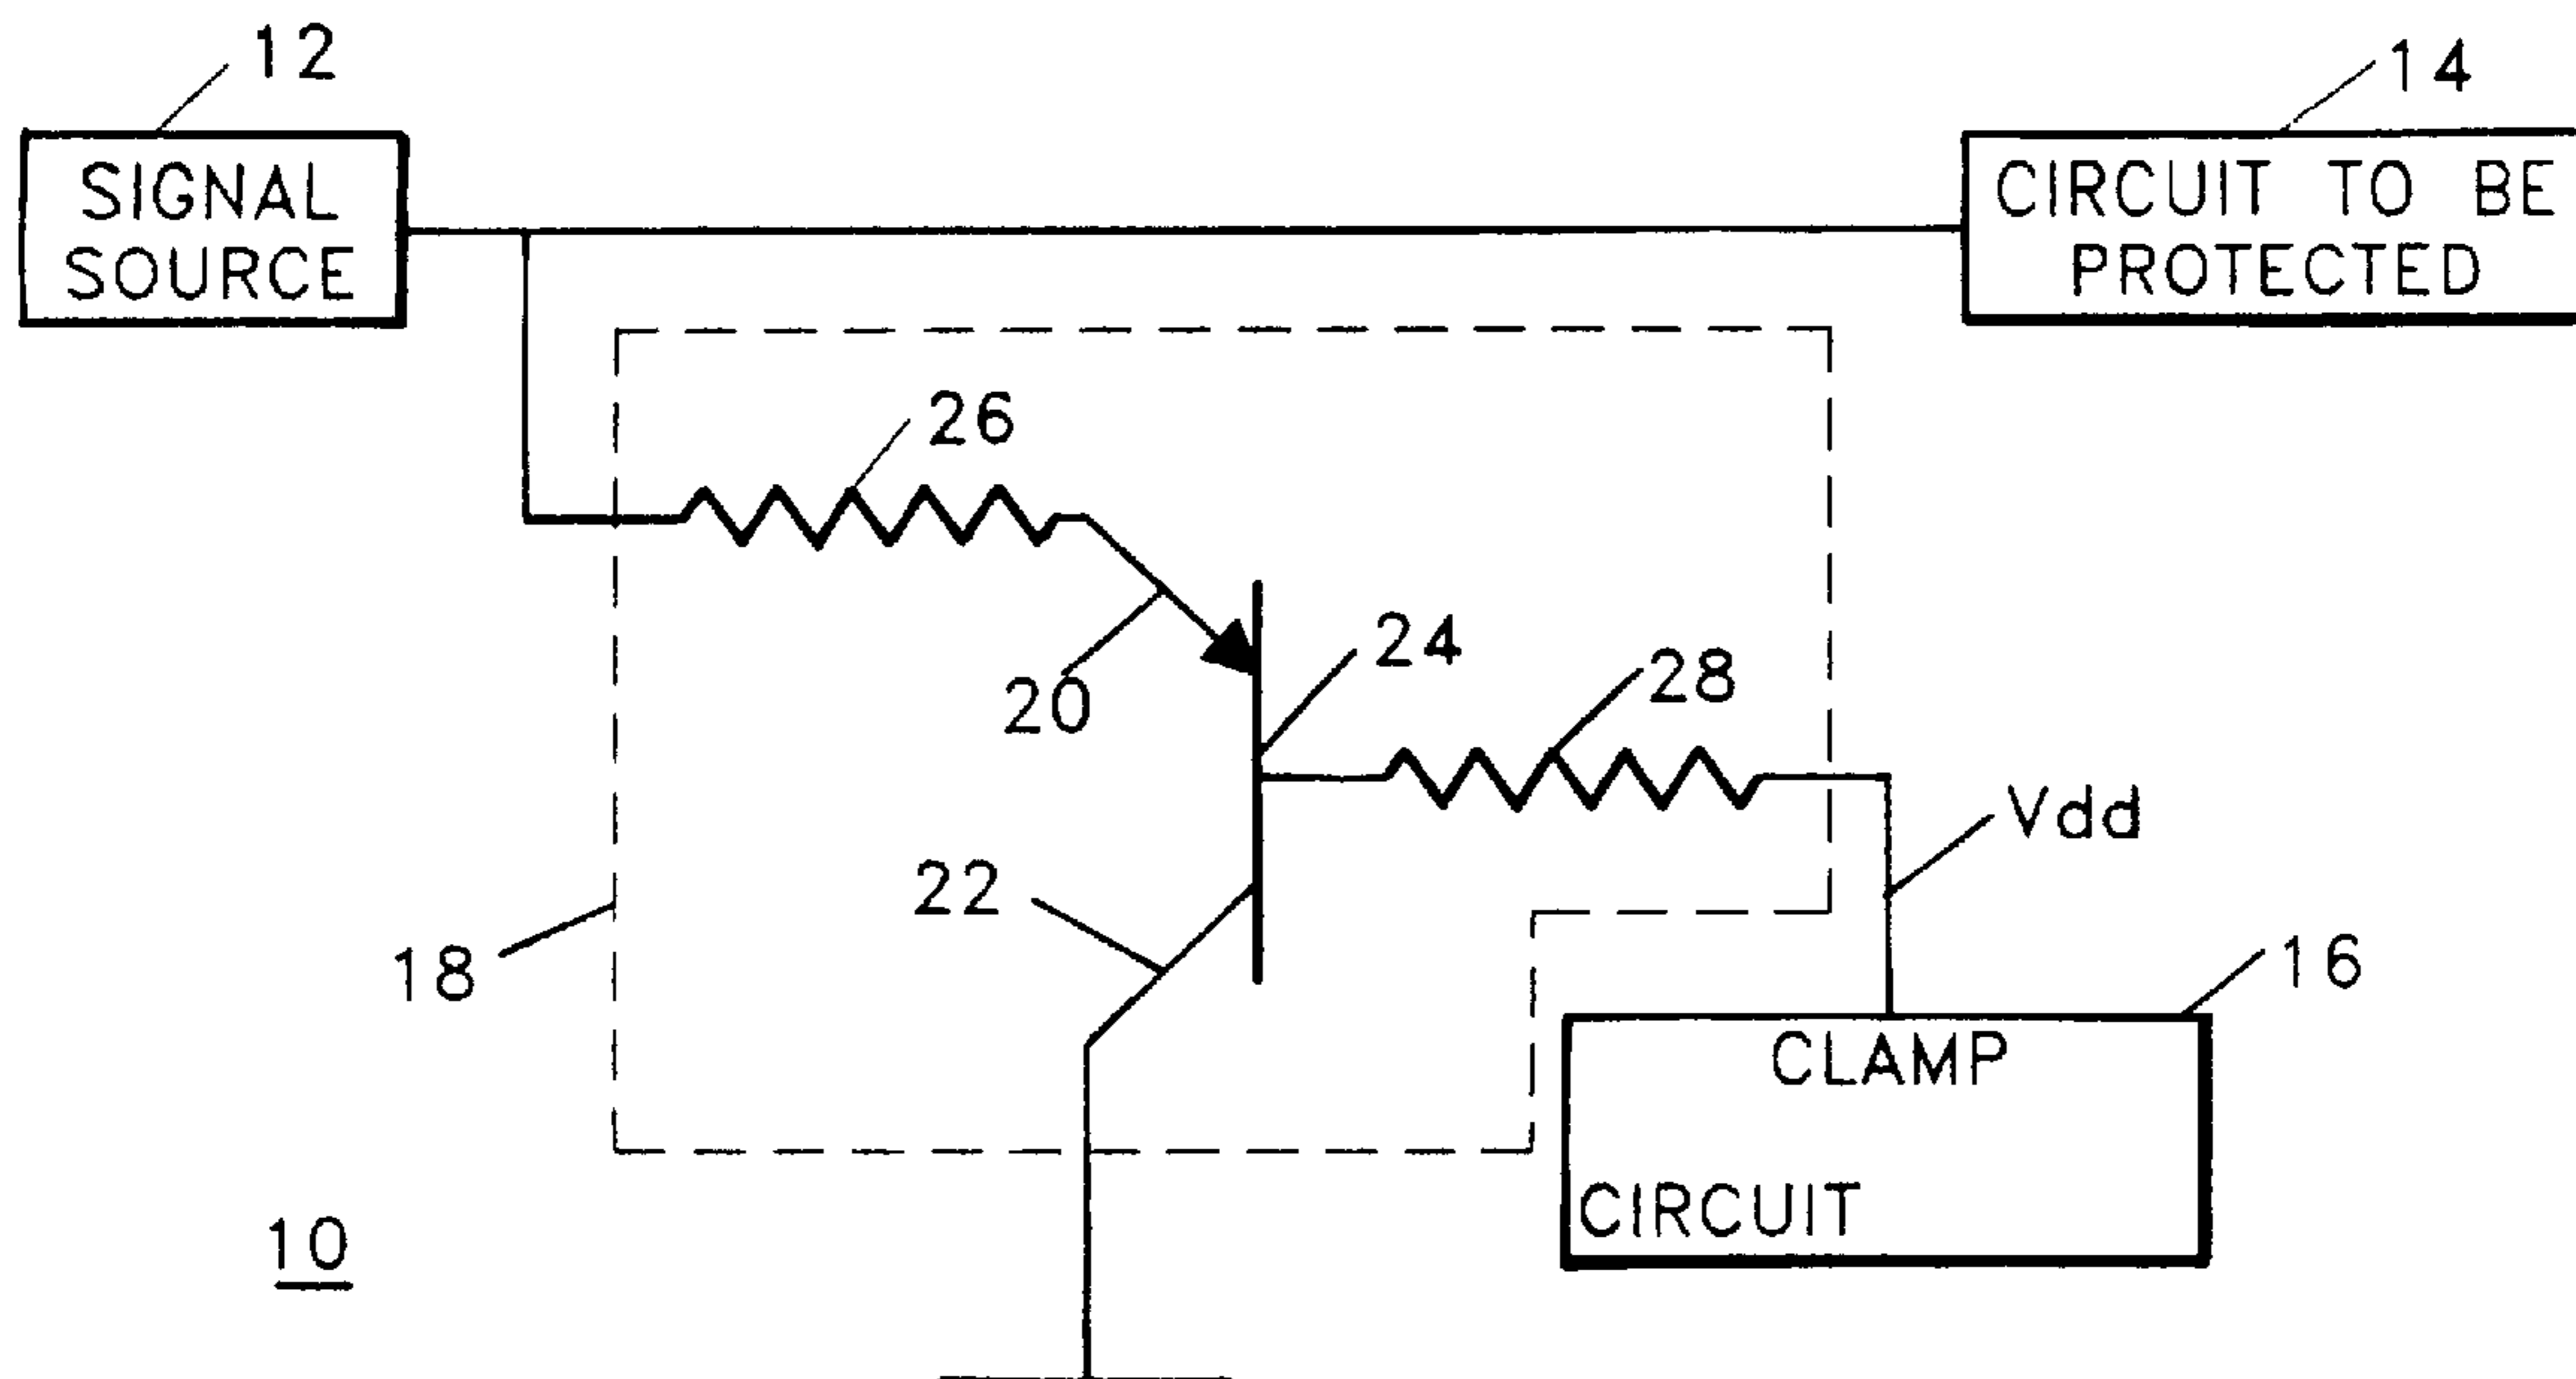 12
14
SIGNAL
SOURCE
CIRCUIT TO BE
PROTECTED
26
24
28
20
Vdd
22
18
16
CLAMP
CIRCUIT
10